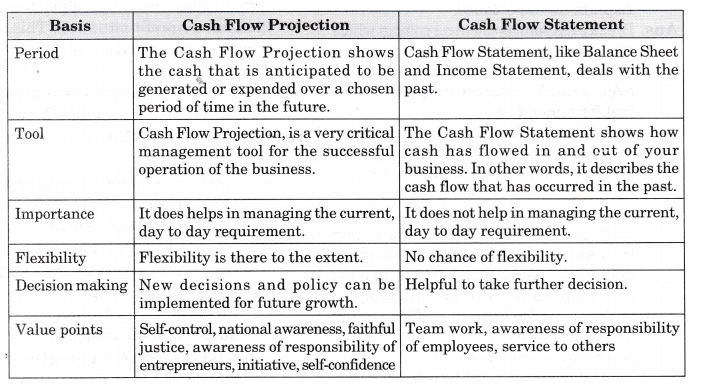 Basis
Cash Flow Projection
Cash Flow Statement
Period
The Cash Flow Projection shows
the cash that is anticipated to be
generated or expended over a chosen
period of time in the future.
Cash Flow Statement, like Balance Sheet
and Income Statement, deals with the
past.
Tool
Cash Flow Projection, is a very critical
management tool for the successful
operation of the business.
The Cash Flow Statement shows how
cash has flowed in and out of your
business. In other words, it describes the
cash flow that has occurred in the past.
Importance
It does helps in managing the current,
day to day requirement.
It does not help in managing the current,
day to day requirement.
Flexibility
Flexibility is there to the extent.
No chance of flexibility.
Decision making
New decisions and policy can be
implemented for future growth.
Helpful to take further decision.
Value points
Self-control, national awareness, faithful
justice, awareness of responsibility of
entrepreneurs, initiative, self-confidence
Team work, awareness of responsibility
of employees, service to others